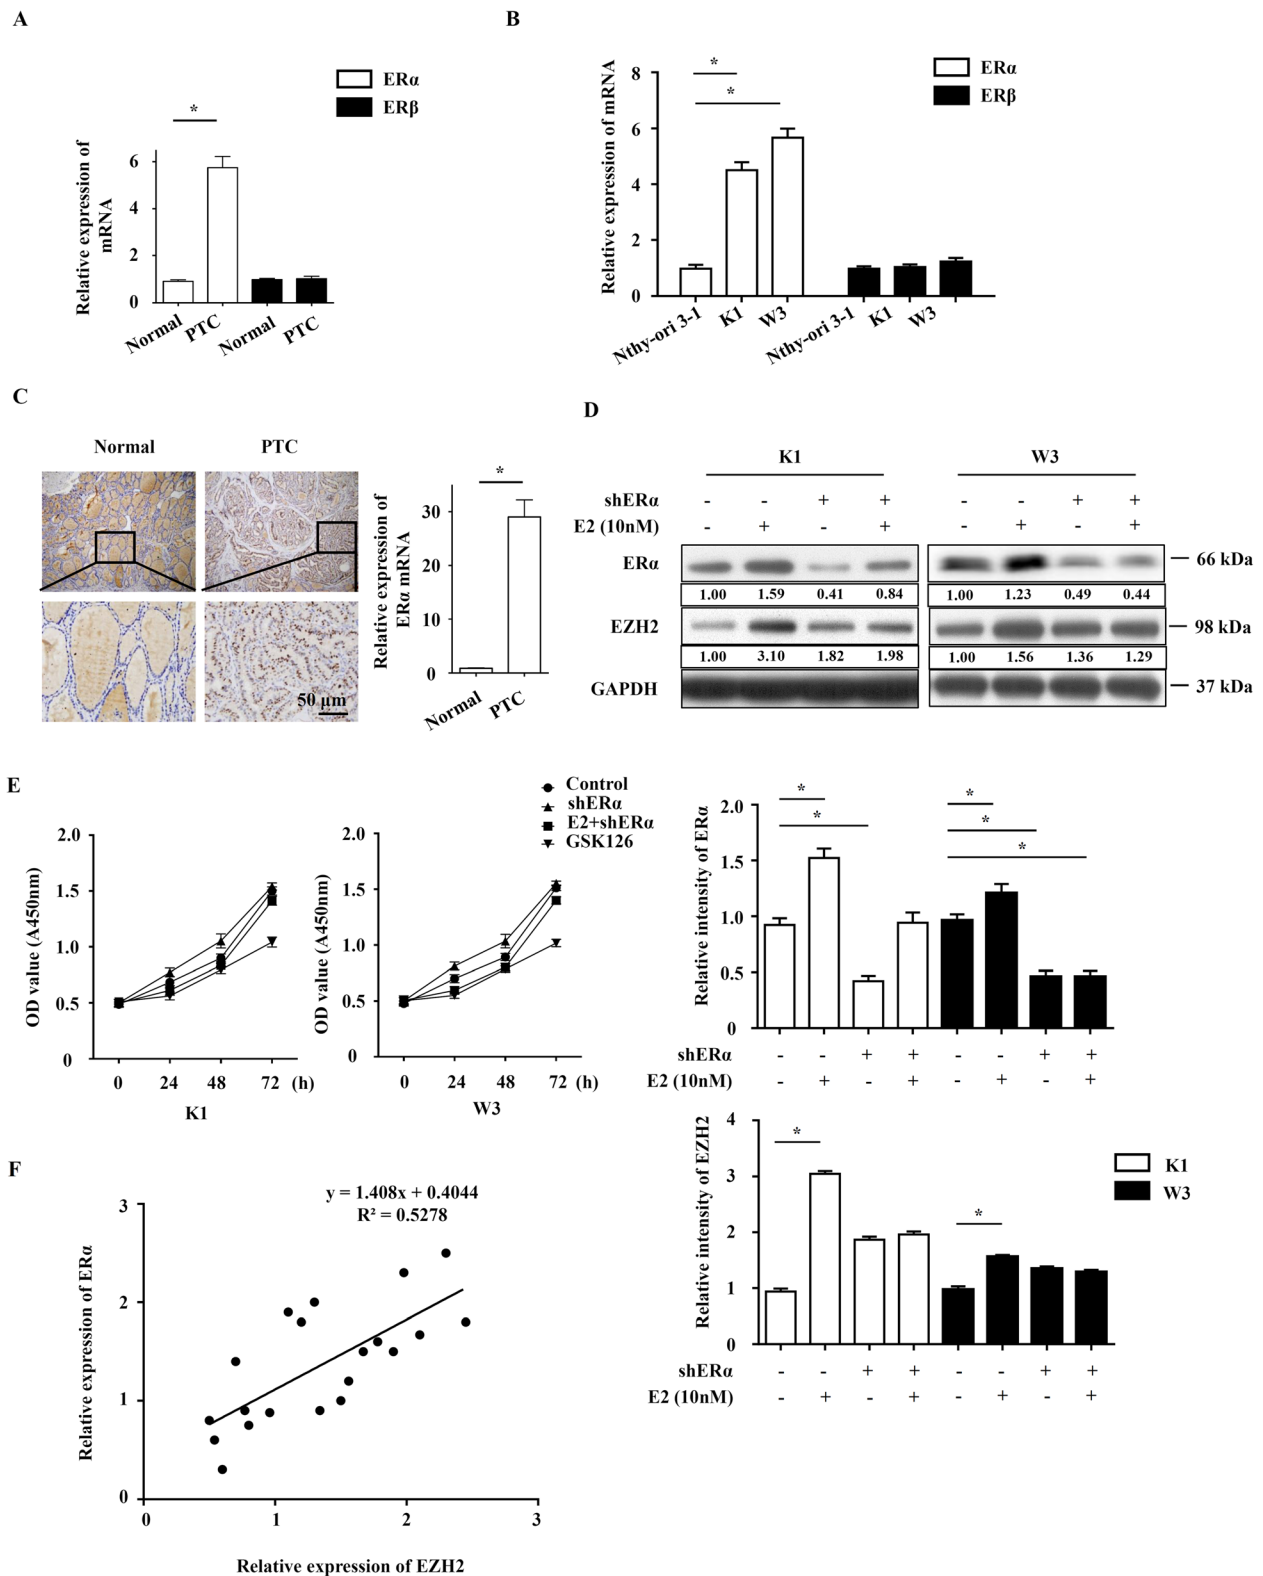 A
ERα
ERβ
*
Relative expression of
mRNA
6
4
2
0
Normal
PTC
Normal
PTC
B
ERα
ERβ
*
*
Relative expression of mRNA
8
6
4
2
0
Nthy-ori 3-1
K1
W3
Nthy-ori 3-1
K1
W3
C
Normal
PTC
50 μm
*
Relative expression of
ERα mRNA
30
20
10
0
Normal
PTC
D
K1
W3
shERα - - + + - - + +
E2 (10nM) - + - + - + - +
ERα
66 kDa
1.00 1.59 0.41 0.84 1.00 1.23 0.49 0.44
EZH2
98 kDa
1.00 3.10 1.82 1.98 1.00 1.56 1.36 1.29
GAPDH
37 kDa
*
*
*
*
*
Relative intensity of ERα
2.0
1.5
1.0
0.5
0
shERα - - + + - - + +
E2 (10nM) - + - + - + - +
*
*
Relative intensity of EZH2
4
3
2
1
0
K1
W3
shERα - - + + - - + +
E2 (10nM) - + - + - + - +
E
Control
shERα
E2+shERα
GSK126
OD value (A450nm)
2.0
1.5
1.0
0.5
0
0 24 48 72 (h)
K1
OD value (A450nm)
2.0
1.5
1.0
0.5
0
0 24 48 72 (h)
W3
F
y = 1.408x + 0.4044
R² = 0.5278
Relative expression of ERα
3
2
1
0
0 1 2 3
Relative expression of EZH2